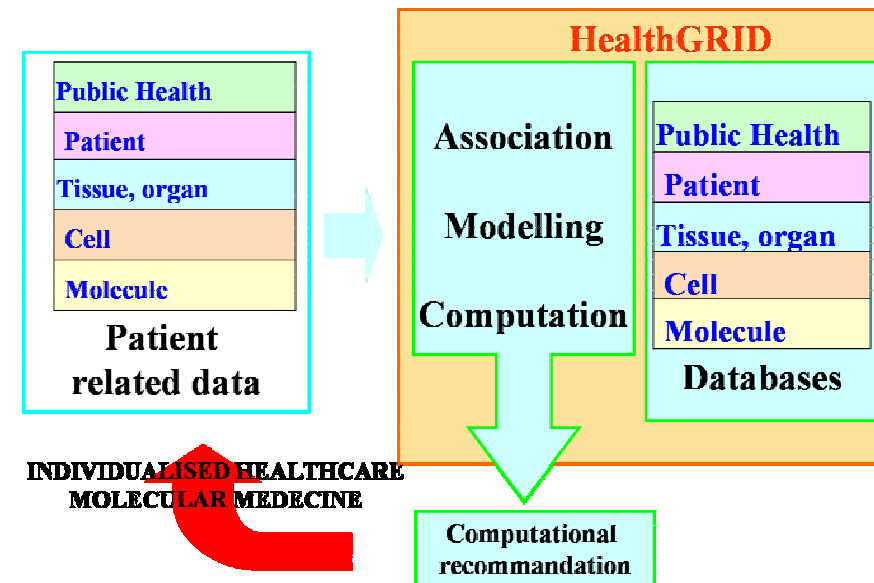 Public Health
Patient
Tissue, organ
Cell
Molecule
Patient
related data
HealthGRID
Association
Modelling
Computation
Public Health
Patient
Tissue, organ
Cell
Molecule
Databases
INDIVIDUALISED HEALTHCARE
MOLECULAR MEDECINE
Computational
recommandation